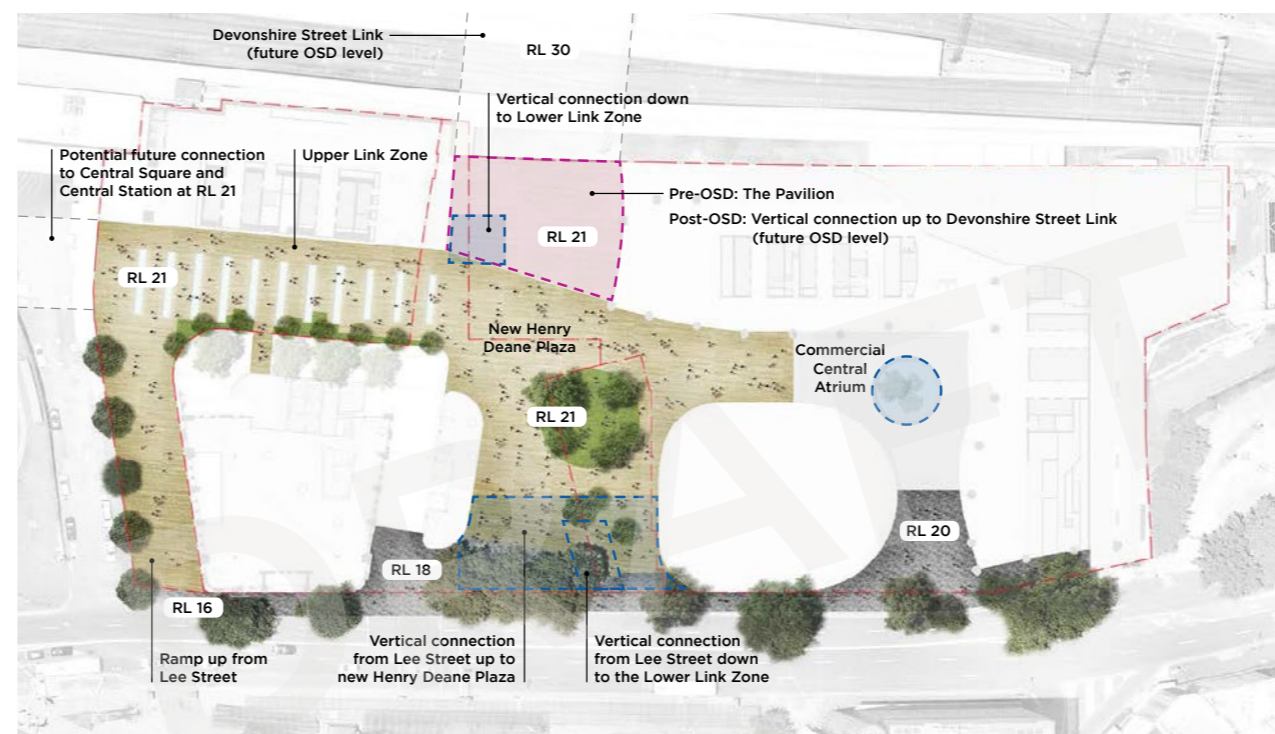 Devonshire Street Link
(future OSD level)
RL 30
Vertical connection down
to Lower Link Zone
Potential future connection
to Central Square and
Central Station at RL 21
Upper Link Zone
Pre-OSD: The Pavilion
Post-OSD: Vertical connection up to Devonshire Street Link
(future OSD level)
RL 21
RL 21
New Henry
Deane Plaza
Commercial
Central
Atrium
RL 21
RL 20
RL 18
RL 16
Ramp up from
Lee Street
Vertical connection
from Lee Street up to
new Henry Deane Plaza
Vertical connection
from Lee Street down
to the Lower Link Zone
DRAFT